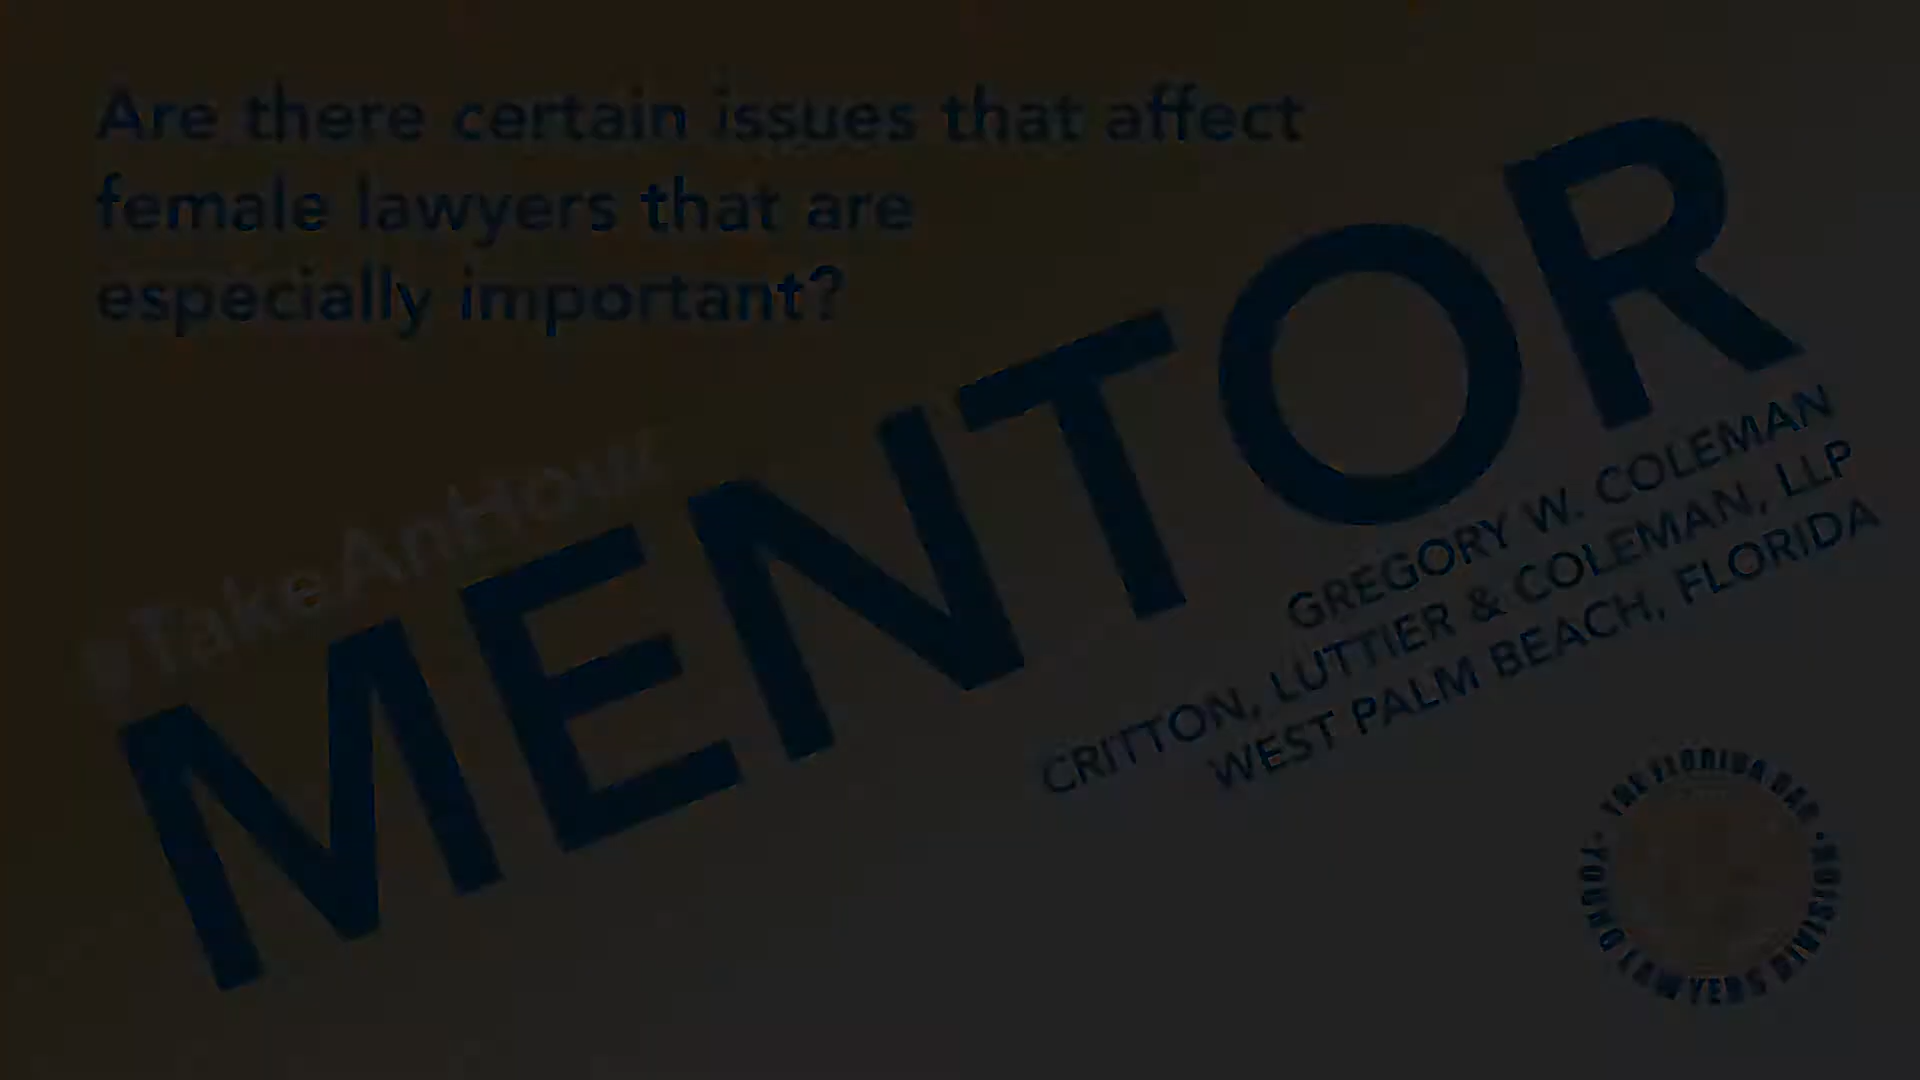 Are there certain issues that affect
female lawyers that are
especially important?
#TakeAnHour
MENTOR
GREGORY W. COLEMAN
CRITTON, LUTTIER & COLEMAN, LLP
WEST PALM BEACH, FLORIDA
THE FLORIDA BAR
• YOUNG LAWYERS DIVISION •